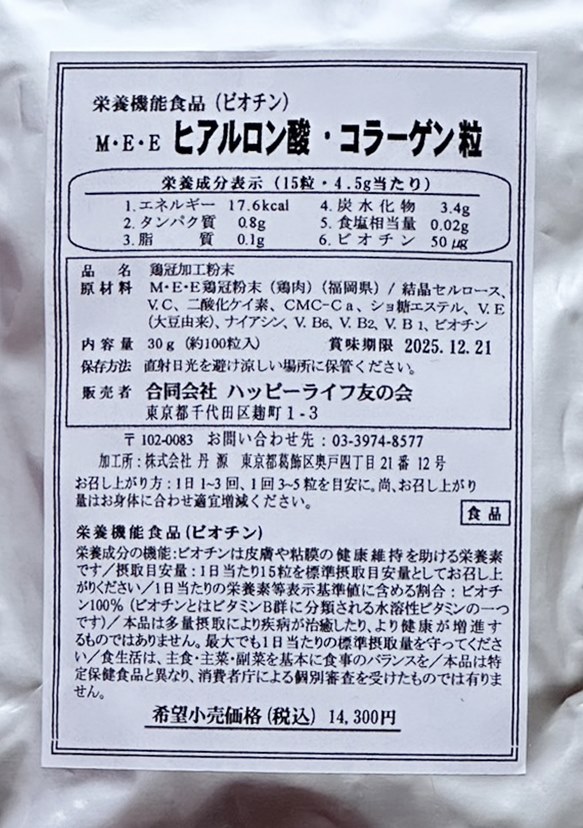 栄養機能食品(ビオチン)
M・E・E ヒアルロン酸・コラーゲン粒
栄養成分表示(15粒・4.5g当たり)
1.エネルギー 17.6kcal 4.炭水化物 3.4g
2.タンパク質 0.8g 5.食塩相当量 0.02g
3.脂 質 0.1g 6.ビオチン 50μg
品 名 鶏冠加工粉末
原材料 M・E・E鶏冠粉末(鶏肉)(福岡県)/結晶セルロース、
V.C、二酸化ケイ素、CMC-Ca、ショ糖エステル、V.E
(大豆由来)、ナイアシン、V.B6、V.B2、V.B1、ビオチン
内容量 30g(約100粒入) 賞味期限 2025.12.21
保存方法 直射日光を避け涼しい場所に保管ください。
販売者 合同会社 ハッピーライフ友の会
東京都千代田区麹町1-3
〒102-0083 お問い合わせ先:03-3974-8577
加工所:株式会社 丹 源 東京都葛飾区奥戸四丁目21番 12号
お召し上がり方:1日1~3回、1回3~5粒を目安に。尚、お召し上がり
量はお身体に合わせ適宜増減ください。
食品
栄養機能食品(ビオチン)
栄養成分の機能:ビオチンは皮膚や粘膜の健康維持を助ける栄養素
です/摂取目安量:1日当たり15粒を標準摂取目安量としてお召し上
がりください/1日当たりの栄養素等表示基準値に含める割合:ビオチ
ン100%(ビオチンとはビタミンB群に分類される水溶性ビタミンの一つ
です)/本品は多量摂取により疾病が治癒したり、より健康が増進す
るものではありません。最大でも1日当たりの標準摂取量を守ってくださ
い/食生活は、主食・主菜・副菜を基本に食事のバランスを/本品は特
定保健食品と異なり、消費者庁による個別審査を受けたものでは有りま
せん。
希望小売価格(税込) 14,300円